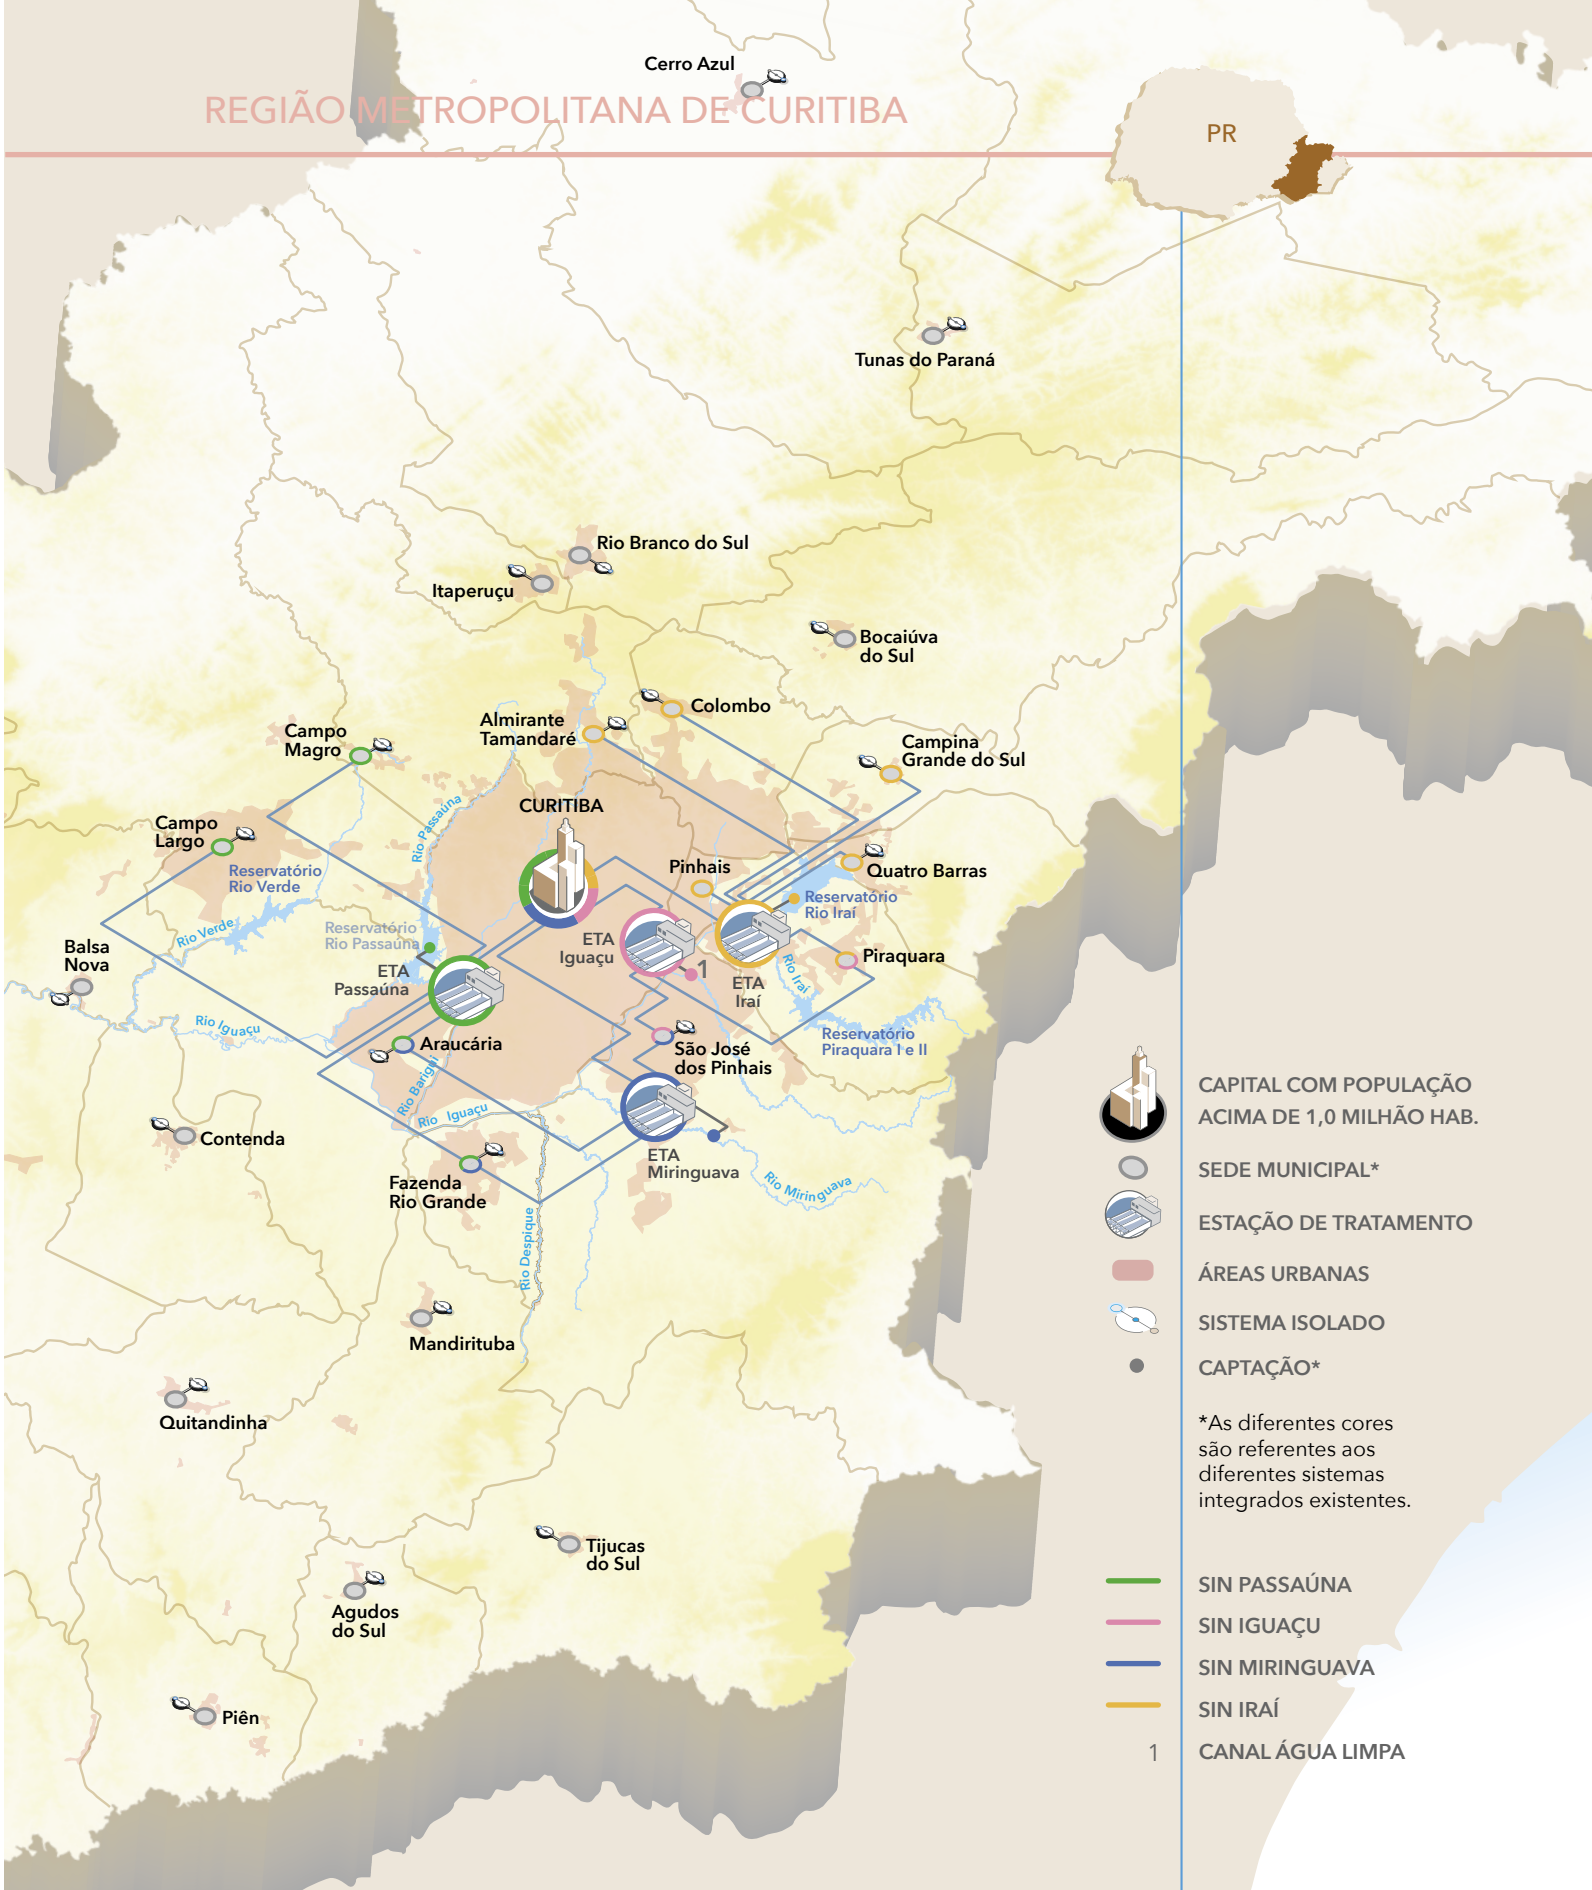 Cerro Azul
REGIÃO METROPOLITANA DE CURITIBA
PR
Tunas do Paraná
Rio Branco do Sul
Itaperuçu
Bocaiúva
do Sul
Colombo
Almirante
Tamandaré
Campo
Magro
Campina
Grande do Sul
Rio Passaúna
CURITIBA
Campo
Largo
Pinhais
Quatro Barras
Reservatório
Rio Verde
Reservatório
Rio Iraí
Rio Verde
Reservatório
Rio Passaúna
ETA
Iguaçu
Balsa
Nova
Piraquara
ETA
Passaúna
1
ETA
Iraí
Rio Iraí
Rio Iguaçu
Araucária
São José
dos Pinhais
Reservatório
Piraquara I e II
Rio Barigui
Rio Iguaçu
Contenda
ETA
Miringuava
Rio Miringuava
Fazenda
Rio Grande
Rio Despique
Mandirituba
Quitandinha
Tijucas
do Sul
Agudos
do Sul
Piên
CAPITAL COM POPULAÇÃO
ACIMA DE 1,0 MILHÃO HAB.
SEDE MUNICIPAL*
ESTAÇÃO DE TRATAMENTO
ÁREAS URBANAS
SISTEMA ISOLADO
CAPTAÇÃO*
*As diferentes cores
são referentes aos
diferentes sistemas
integrados existentes.
SIN PASSAÚNA
SIN IGUAÇU
SIN MIRINGUAVA
SIN IRAÍ
1 CANAL ÁGUA LIMPA